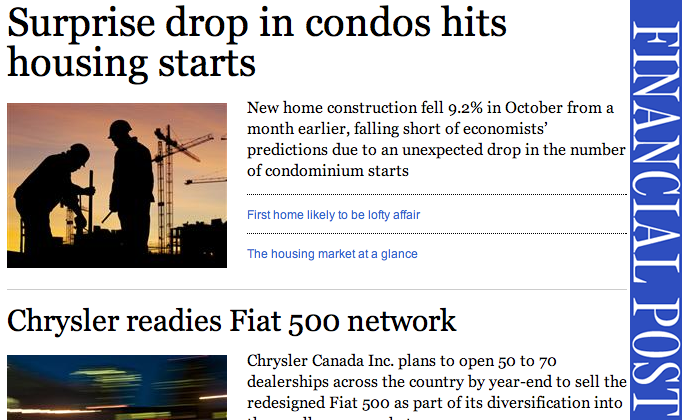 Surprise drop in condos hits
housing starts
New home construction fell 9.2% in October from a
month earlier, falling short of economists'
predictions due to an unexpected drop in the number
of condominium starts
First home likely to be lofty affair
The housing market at a glance
Chrysler readies Fiat 500 network
Chrysler Canada Inc. plans to open 50 to 70
dealerships across the country by year-end to sell the
redesigned Fiat 500 as part of its diversification into
FINANCIAL POST